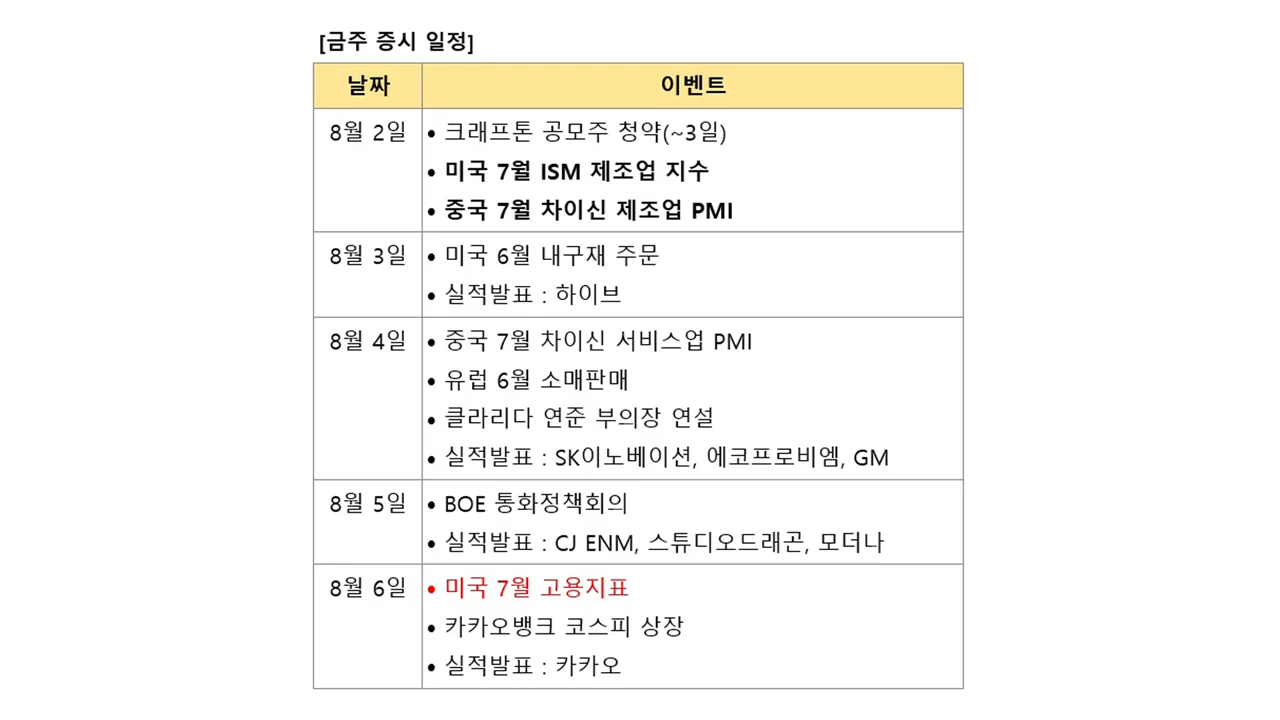 [금주 증시 일정]
날짜 이벤트
8월 2일 • 크래프톤 공모주 청약(~3일)
• 미국 7월 ISM 제조업 지수
• 중국 7월 차이신 제조업 PMI
8월 3일 • 미국 6월 내구재 주문
• 실적발표 : 하이브
8월 4일 • 중국 7월 차이신 서비스업 PMI
• 유럽 6월 소매판매
• 클라리다 연준 부의장 연설
• 실적발표 : SK이노베이션, 에코프로비엠, GM
8월 5일 • BOE 통화정책회의
• 실적발표 : CJ ENM, 스튜디오드래곤, 모더나
8월 6일 • 미국 7월 고용지표
• 카카오뱅크 코스피 상장
• 실적발표 : 카카오